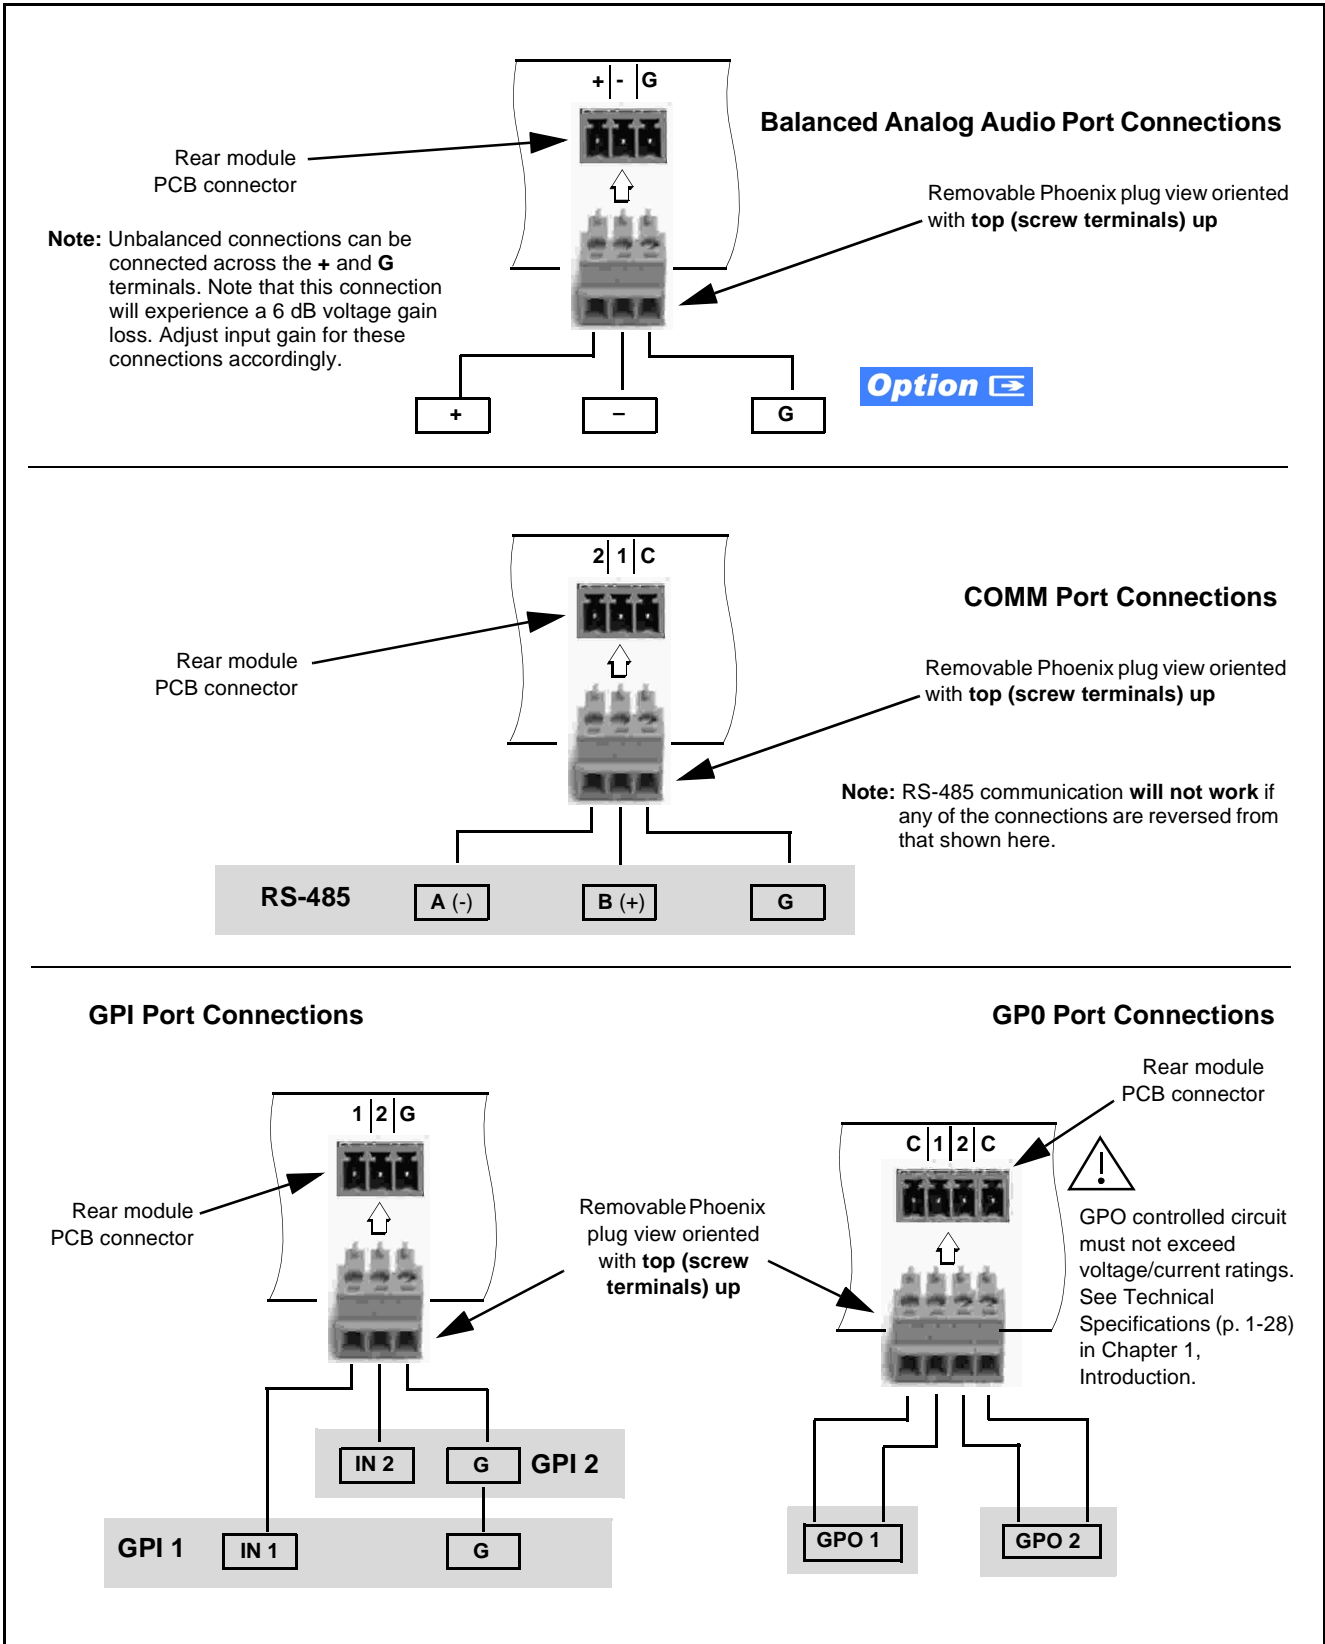 + - G
Balanced Analog Audio Port Connections
Rear module
PCB connector
Removable Phoenix plug view oriented
with top (screw terminals) up
Note: Unbalanced connections can be
connected across the + and G
terminals. Note that this connection
will experience a 6 dB voltage gain
loss. Adjust input gain for these
connections accordingly.
Option
+ – G
2 1 C
COMM Port Connections
Rear module
PCB connector
Removable Phoenix plug view oriented
with top (screw terminals) up
Note: RS-485 communication will not work if
any of the connections are reversed from
that shown here.
RS-485 A (-) B (+) G
GPI Port Connections
GP0 Port Connections
Rear module
PCB connector
1 2 G
C 1 2 C
Rear module
PCB connector
Removable Phoenix
plug view oriented
with top (screw
terminals) up
GPO controlled circuit
must not exceed
voltage/current ratings.
See Technical
Specifications (p. 1-28)
in Chapter 1,
Introduction.
IN 2 G GPI 2
GPI 1 IN 1 G
GPO 1 GPO 2